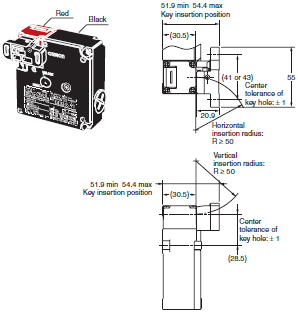 Red
Black
OMRON
51.9 min 54.4 max
Key insertion position
(30.5)
(41 or 43)
55
Center
tolerance of
key hole: ± 1
20.9
Horizontal
insertion radius:
R ≥ 50
Vertical
insertion radius:
R ≥ 50
51.9 min 54.4 max
Key insertion position
(30.5)
Center
tolerance of
key hole: ± 1
(28.5)